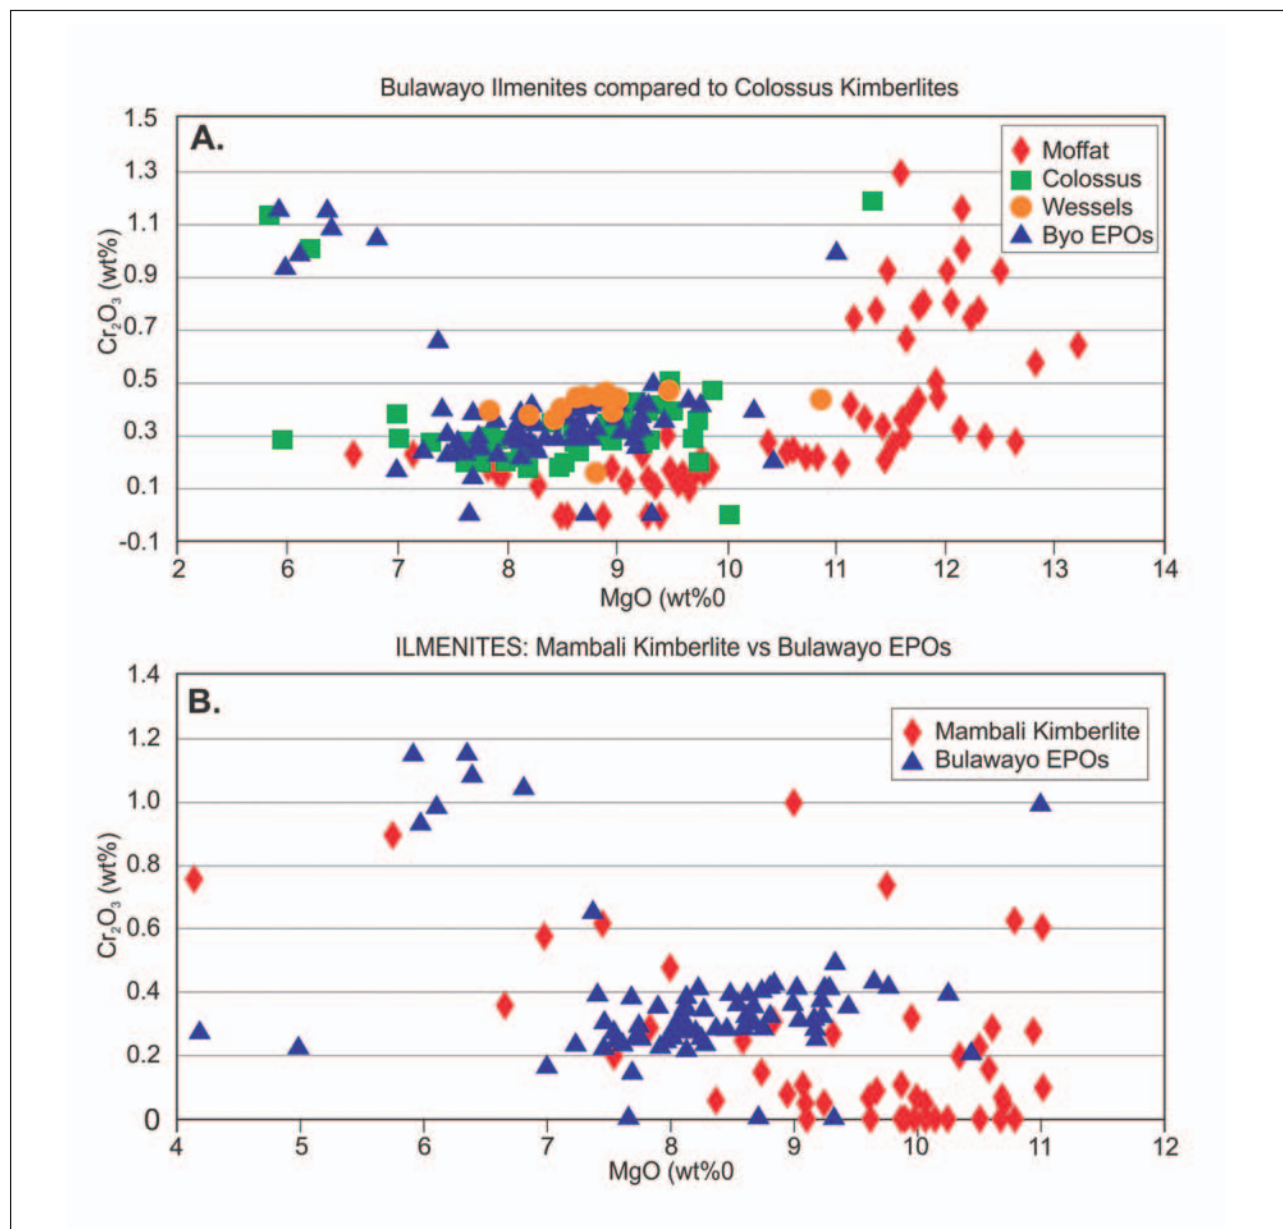 Bulawayo Ilmenites compared to Colossus Kimberlites
A.
Moffat
Colossus
Wessels
Byo EPOs
Cr₂O₃ (wt%)
1.5
1.3
1.1
0.9
0.7
0.5
0.3
0.1
-0.1
2 6 7 8 9 10 11 12 13 14
MgO (wt%0
ILMENITES: Mambali Kimberlite vs Bulawayo EPOs
B.
Mambali Kimberlite
Bulawayo EPOs
Cr₂O₃ (wt%)
1.4
1.2
1.0
0.8
0.6
0.4
0.2
0
4 5 6 7 8 9 10 11 12
MgO (wt%0